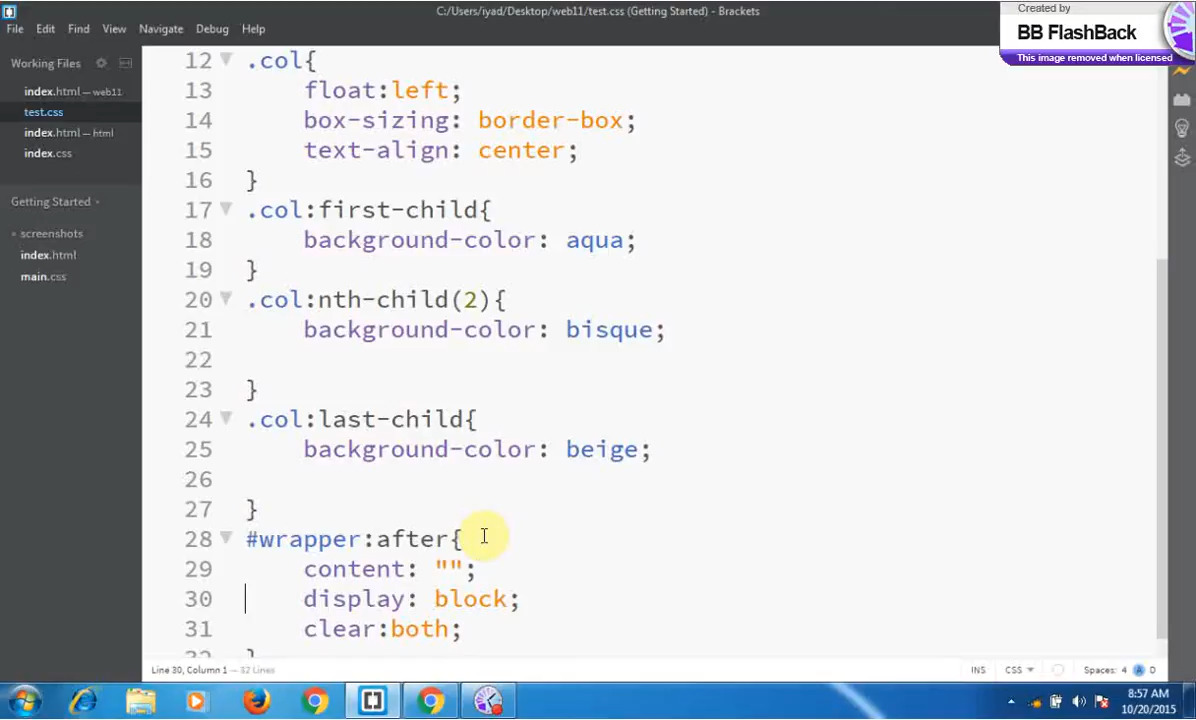 C:/Users/iyad/Desktop/web11/test.css (Getting Started) - Brackets
Created by
BB FlashBack
This image removed when licensed
File Edit Find View Navigate Debug Help
Working Files
index.html — web11
test.css
index.html — html
index.css
Getting Started
screenshots
index.html
main.css
12 .col{
13 float:left;
14 box-sizing: border-box;
15 text-align: center;
16 }
17 .col:first-child{
18 background-color: aqua;
19 }
20 .col:nth-child(2){
21 background-color: bisque;
22
23 }
24 .col:last-child{
25 background-color: beige;
26
27 }
28 #wrapper:after{
29 content: "";
30 display: block;
31 clear:both;
32 }
Line 30, Column 1 — 32 Lines
INS CSS Spaces: 4 0
8:57 AM
10/20/2015